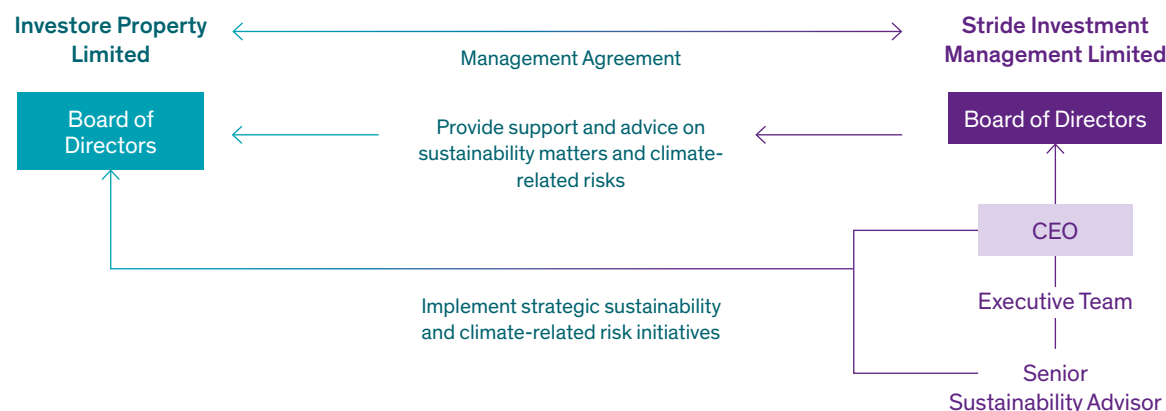 Investore Property
Limited
Management Agreement
Stride Investment
Management Limited
Board of
Directors
Provide support and advice on
sustainability matters and climate-
related risks
Board of Directors
CEO
Implement strategic sustainability
and climate-related risk initiatives
Executive Team
Senior
Sustainability Advisor